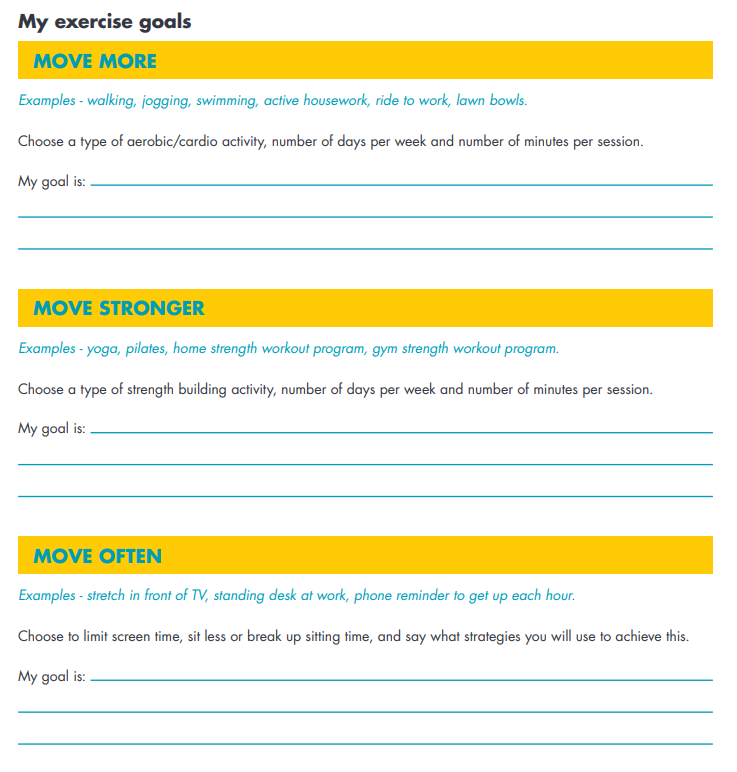 My exercise goals
MOVE MORE
Examples - walking, jogging, swimming, active housework, ride to work, lawn bowls.
Choose a type of aerobic/cardio activity, number of days per week and number of minutes per session.
My goal is:
MOVE STRONGER
Examples - yoga, pilates, home strength workout program, gym strength workout program.
Choose a type of strength building activity, number of days per week and number of minutes per session.
My goal is:
MOVE OFTEN
Examples - stretch in front of TV, standing desk at work, phone reminder to get up each hour.
Choose to limit screen time, sit less or break up sitting time, and say what strategies you will use to achieve this.
My goal is: